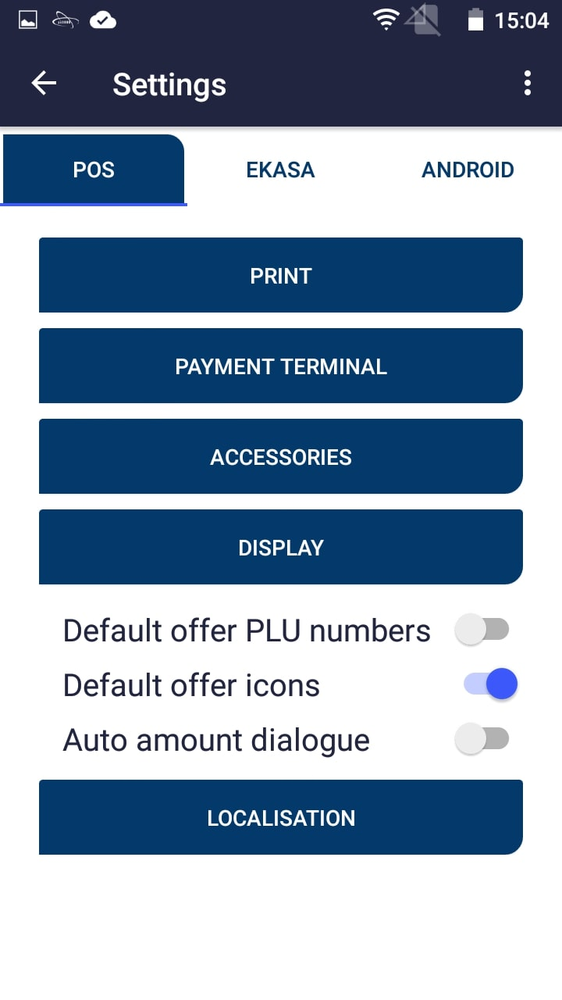 15:04
Settings
POS EKASA ANDROID
PRINT
PAYMENT TERMINAL
ACCESSORIES
DISPLAY
Default offer PLU numbers
Default offer icons
Auto amount dialogue
LOCALISATION